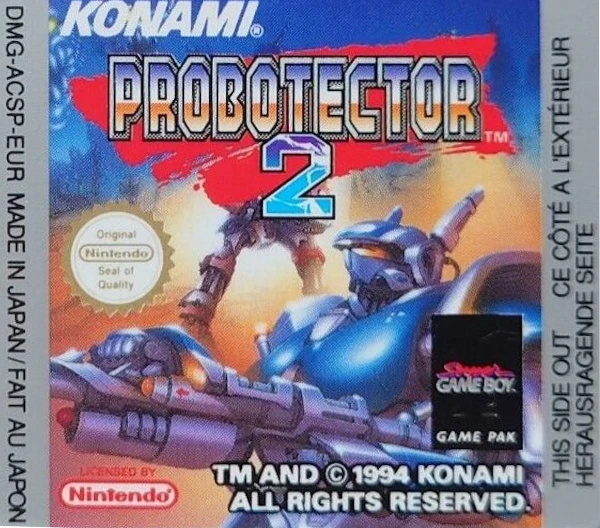 DMG-ACSP-EUR MADE IN JAPAN/FAIT AU JAPON
KONAMI®
PROBOTECTOR™
2
Original
Nintendo
Seal of
Quality
Super
GAME BOY
GAME PAK
LICENSED BY
Nintendo
TM AND © 1994 KONAMI
ALL RIGHTS RESERVED.
THIS SIDE OUT CE CÔTÉ A L'EXTÉRIEUR
HERAUSRAGENDE SEITE